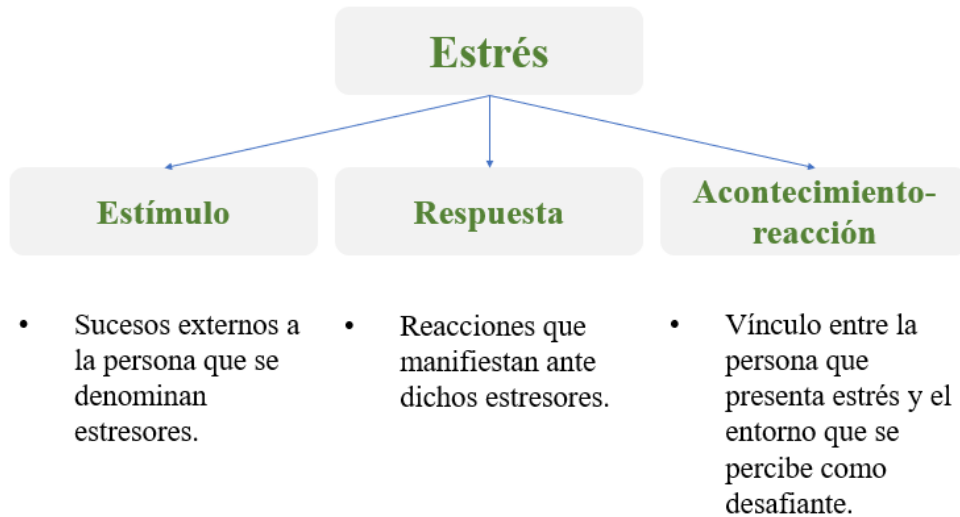 Estrés
Estímulo
Respuesta
Acontecimiento-
reacción
• Sucesos externos a
la persona que se
denominan
estresores.
• Reacciones que
manifiestan ante
dichos estresores.
• Vínculo entre la
persona que
presenta estrés y el
entorno que se
percibe como
desafiante.